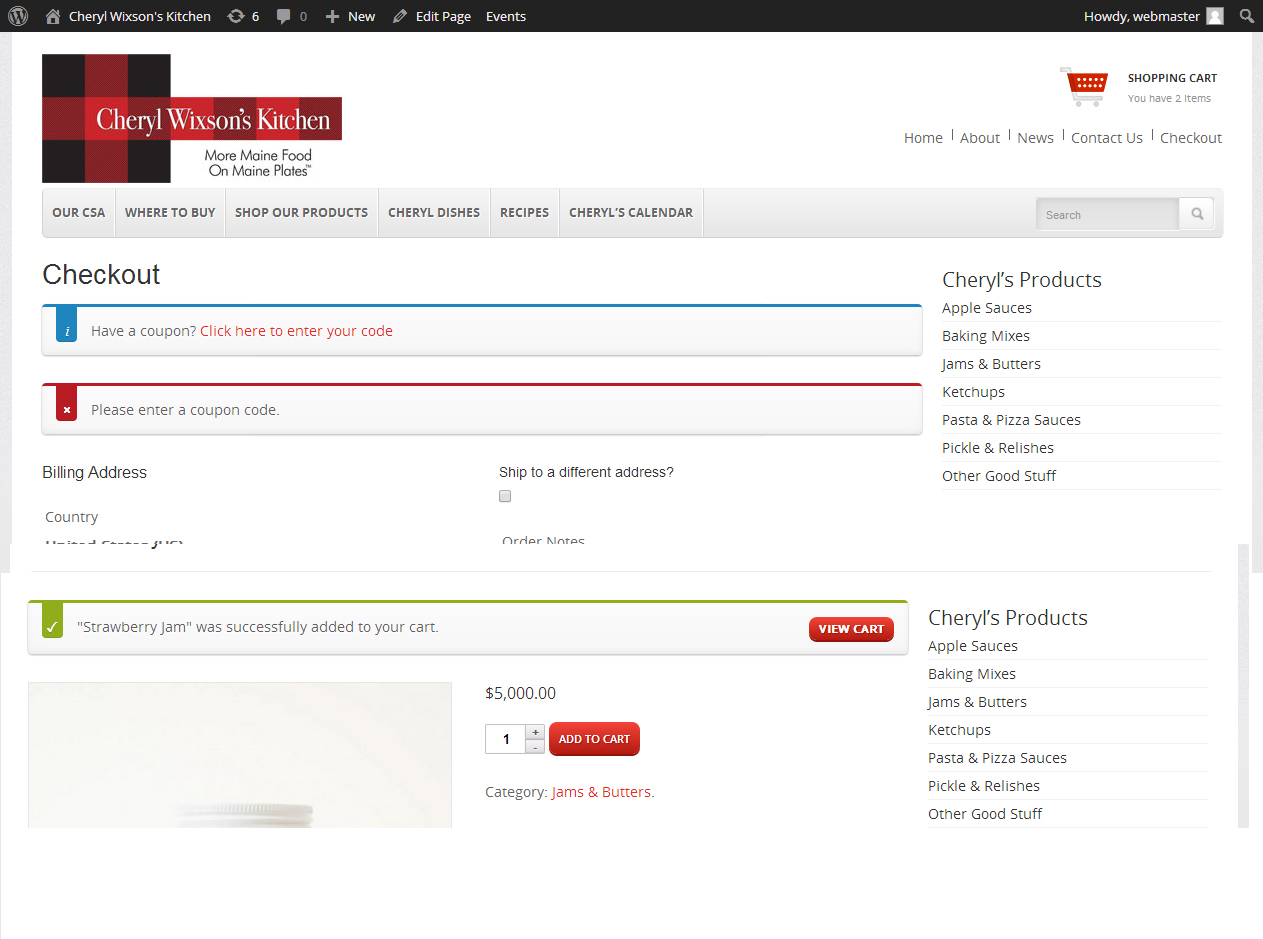 Cheryl Wixson's Kitchen 6 0 New Edit Page Events Howdy, webmaster
Cheryl Wixson's Kitchen
More Maine Food
On Maine Plates™
SHOPPING CART
You have 2 Items
Home About News Contact Us Checkout
OUR CSA WHERE TO BUY SHOP OUR PRODUCTS CHERYL DISHES RECIPES CHERYL'S CALENDAR Search
Checkout
Have a coupon? Click here to enter your code
Please enter a coupon code.
Billing Address
Country
United States (US)
Ship to a different address?
Order Notes
Cheryl's Products
Apple Sauces
Baking Mixes
Jams & Butters
Ketchups
Pasta & Pizza Sauces
Pickle & Relishes
Other Good Stuff
"Strawberry Jam" was successfully added to your cart. VIEW CART
$5,000.00
1 + - ADD TO CART
Category: Jams & Butters.
Cheryl's Products
Apple Sauces
Baking Mixes
Jams & Butters
Ketchups
Pasta & Pizza Sauces
Pickle & Relishes
Other Good Stuff